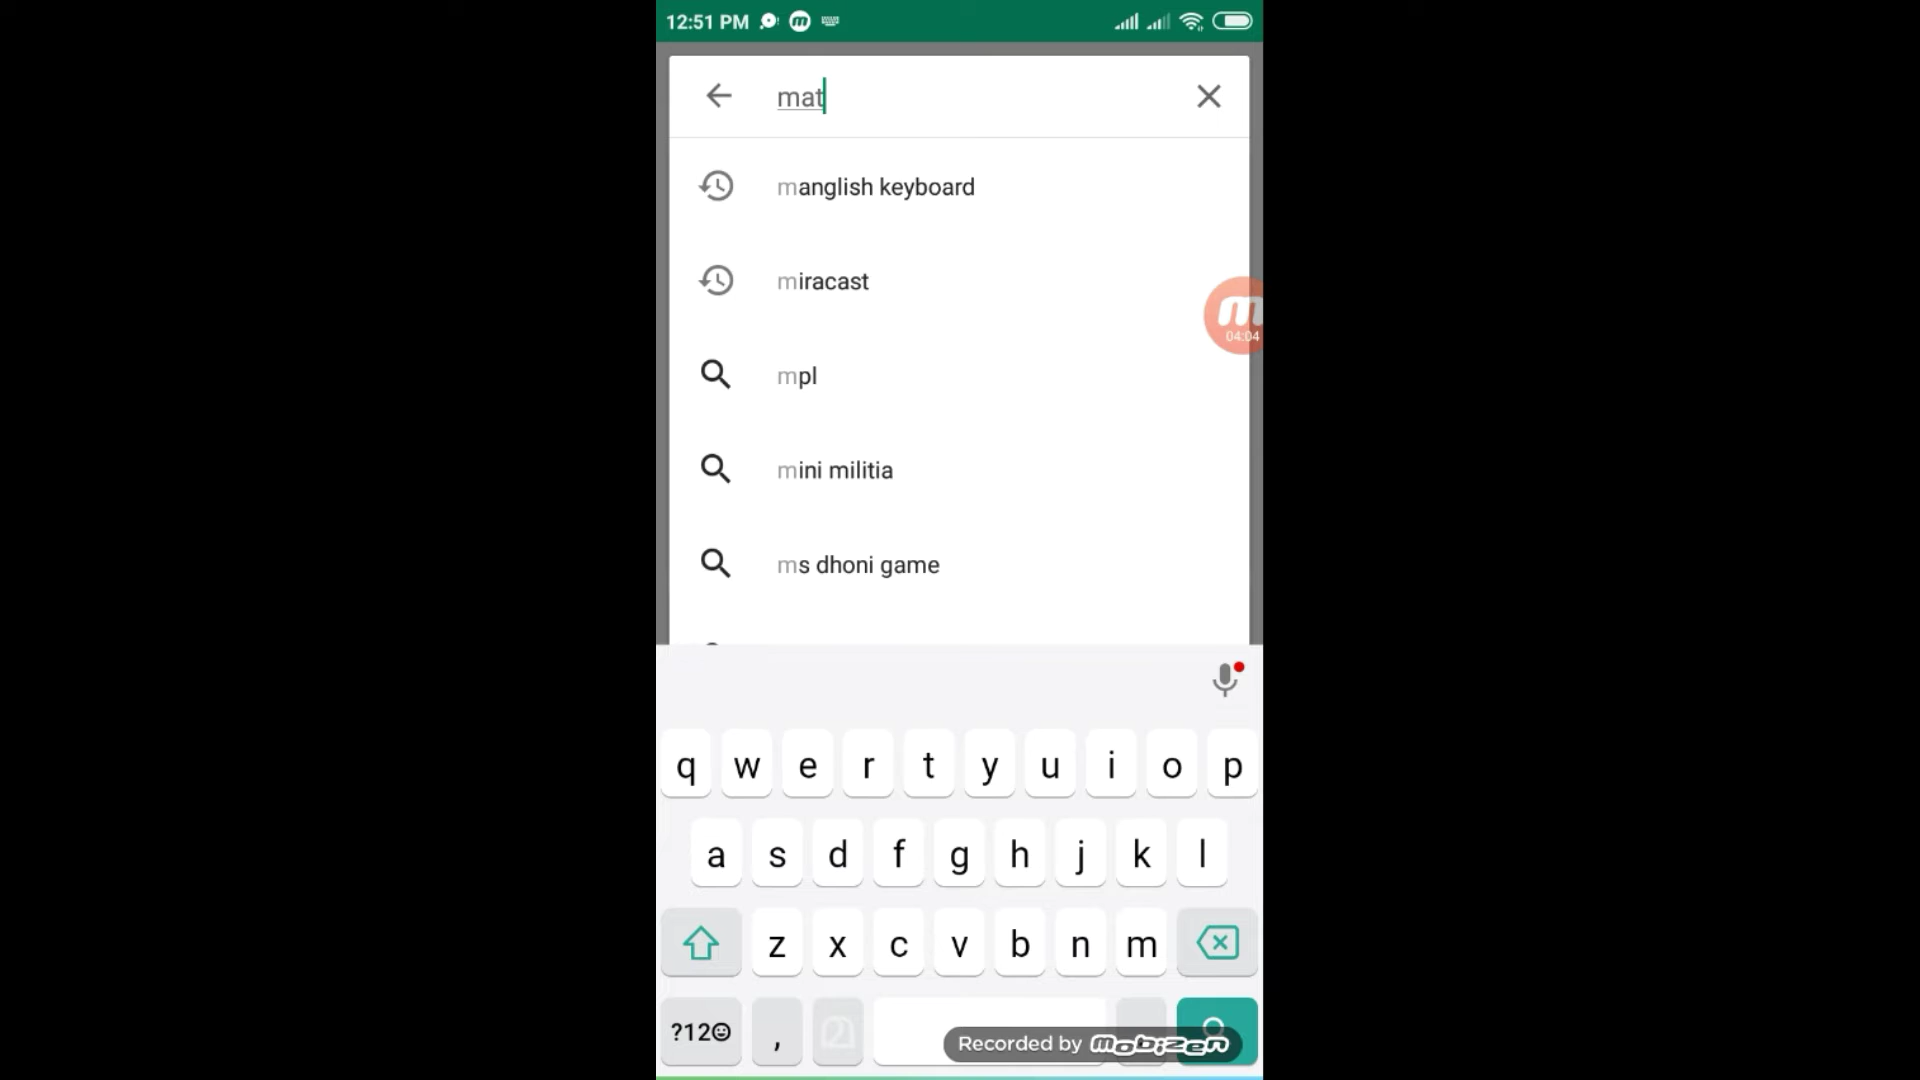 12:51 PM
mat
manglish keyboard
miracast
mpl
mini militia
ms dhoni game
m
04:04
q w e r t y u i o p
a s d f g h j k l
z x c v b n m
?12☺ , മ
Recorded by mobizen